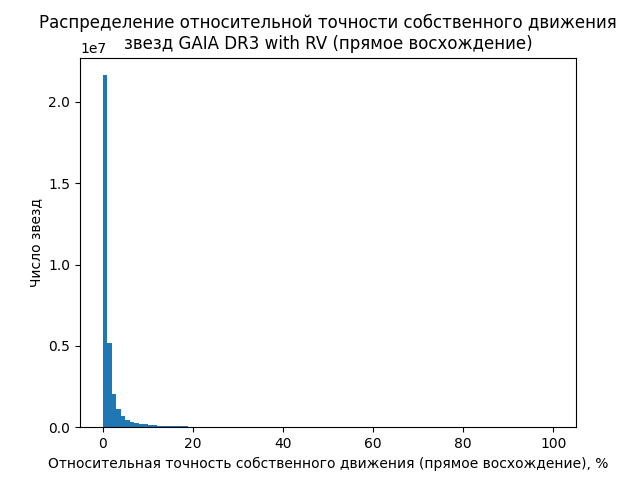 Распределение относительной точности собственного движения
звезд GAIA DR3 with RV (прямое восхождение)
1e7
2.0
1.5
1.0
0.5
0.0
Число звезд
0 20 40 60 80 100
Относительная точность собственного движения (прямое восхождение), %